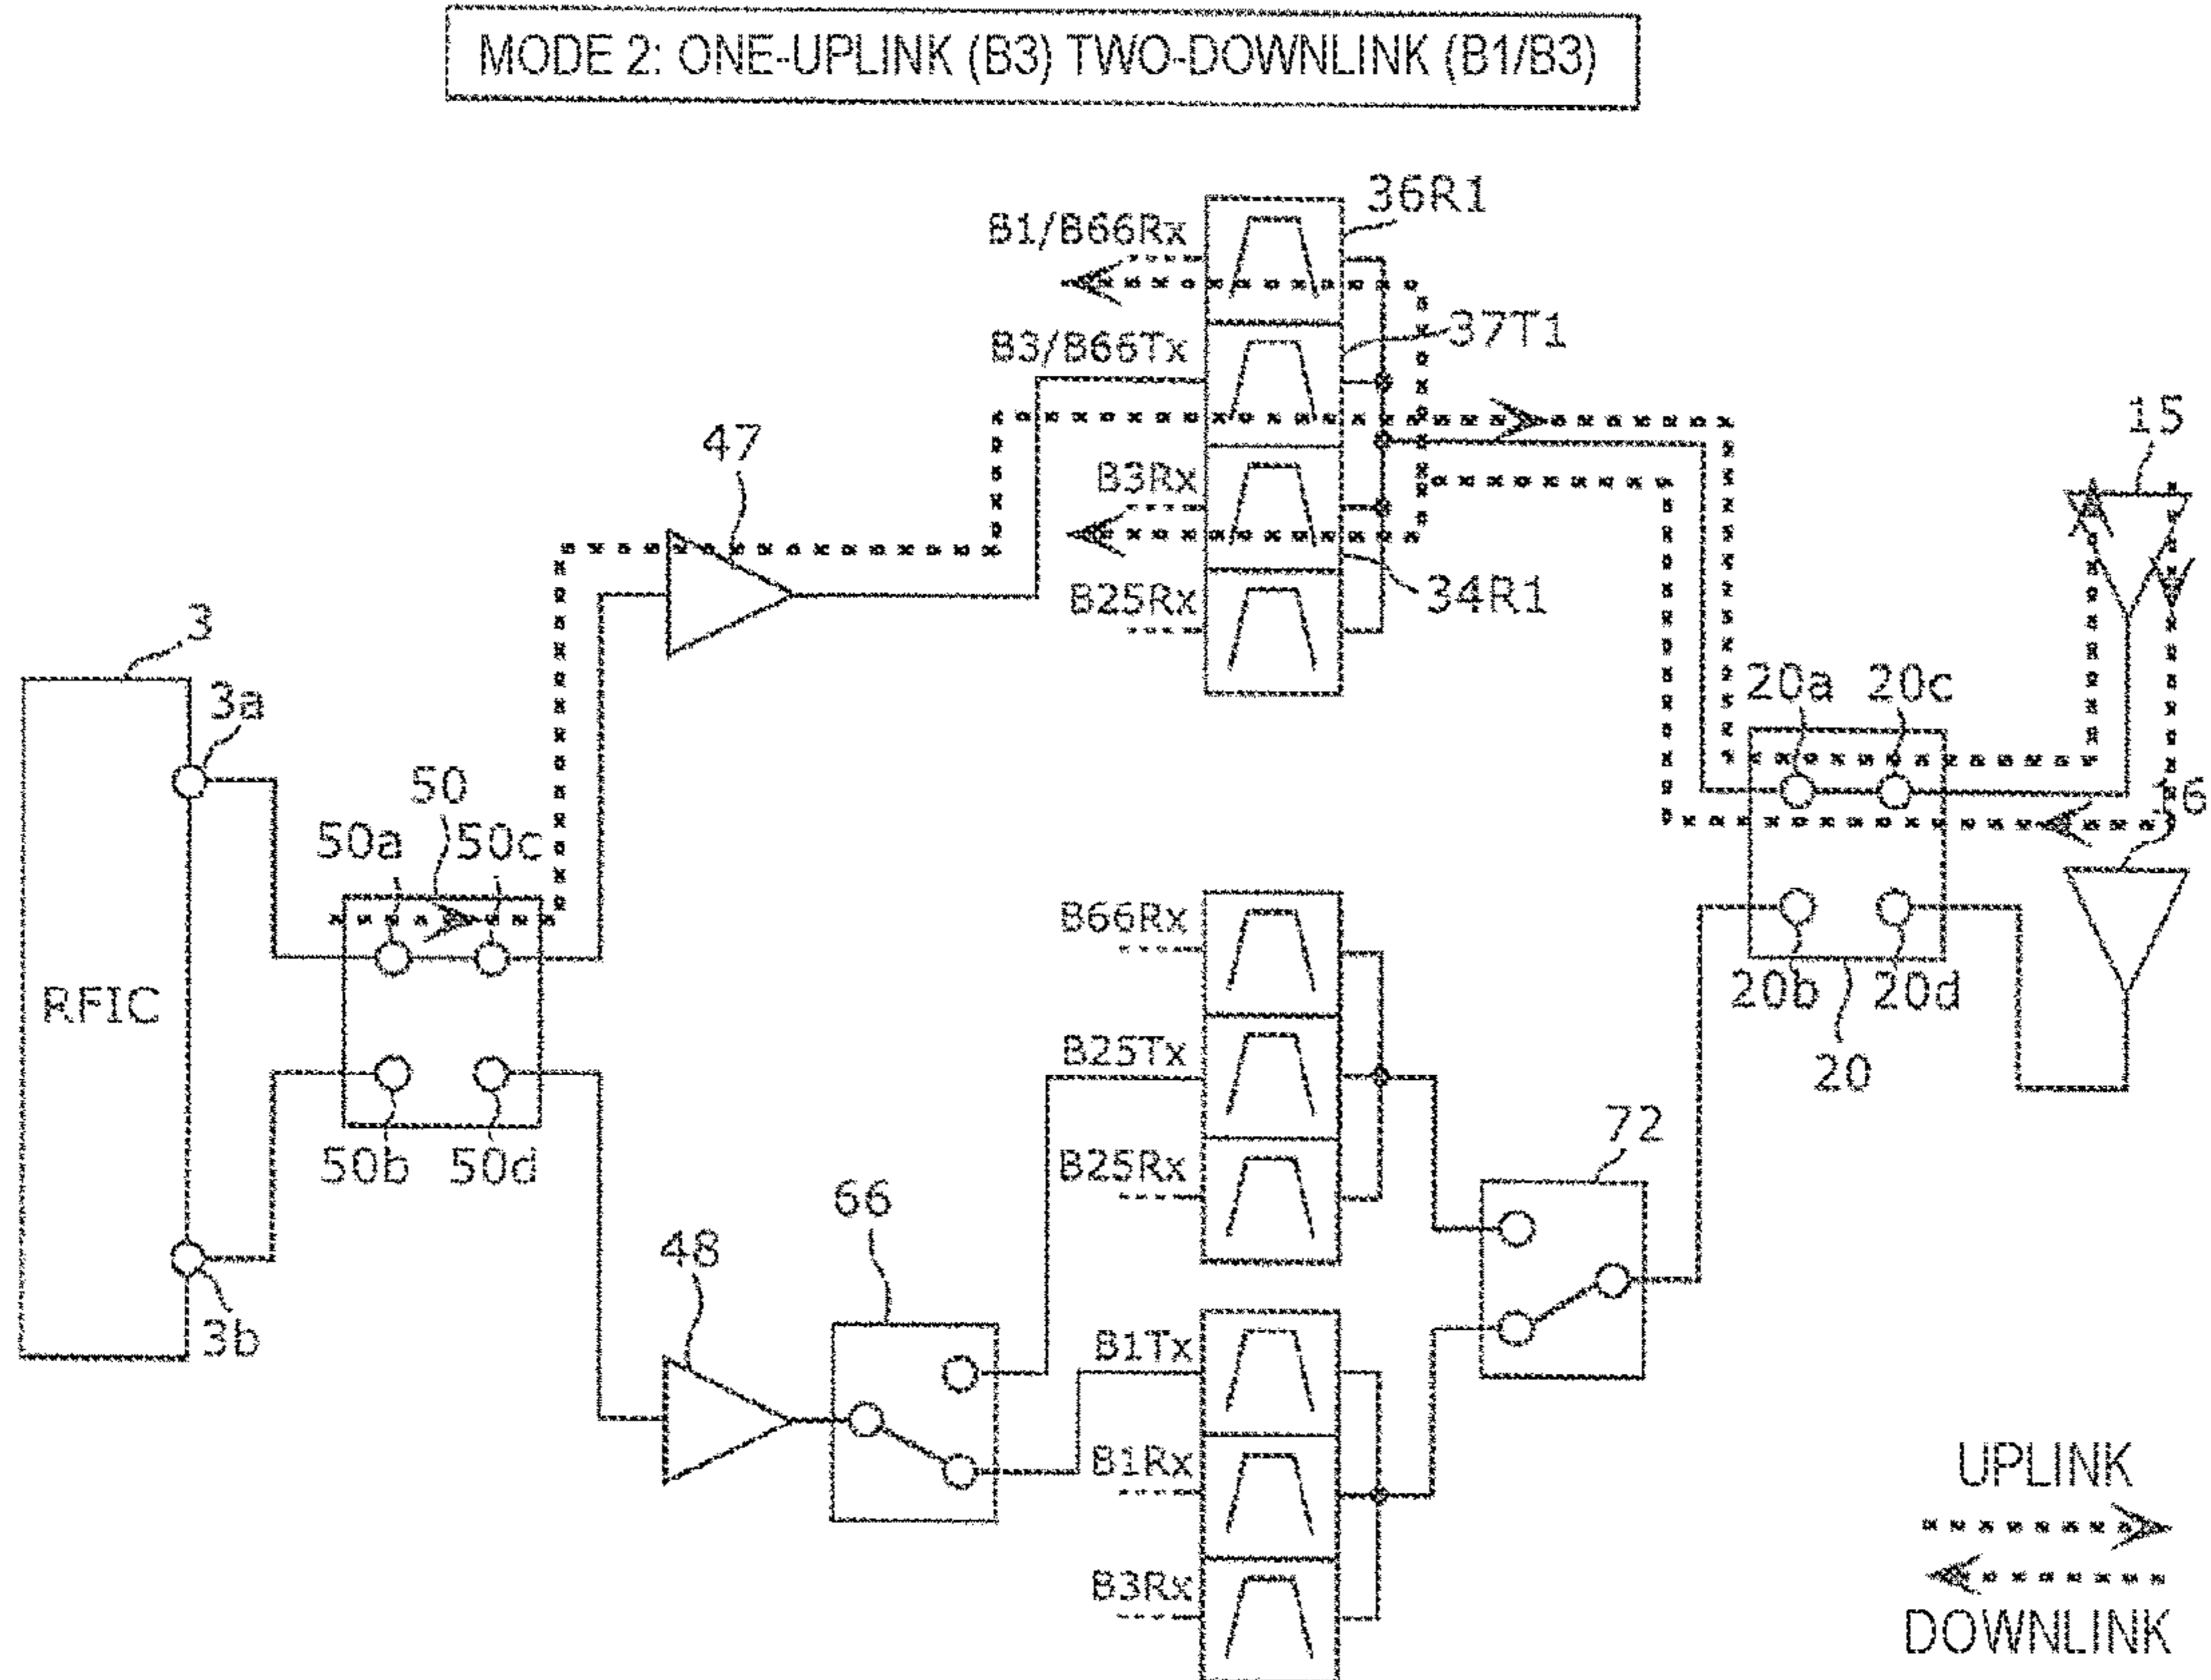 MODE 2: ONE-UPLINK (B3) TWO-DOWNLINK (B1/B3)
36R1
B1/B66Rx
37T1
B3/B66Tx
15
47
B3Rx
34R1
B25Rx
3
3a
20a 20c
50
16
50a 50c
B66Rx
RFIC
20b 20d
B25Tx
20
72
50b 50d
B25Rx
66
48
3b
B1Tx
B1Rx
UPLINK
B3Rx
DOWNLINK